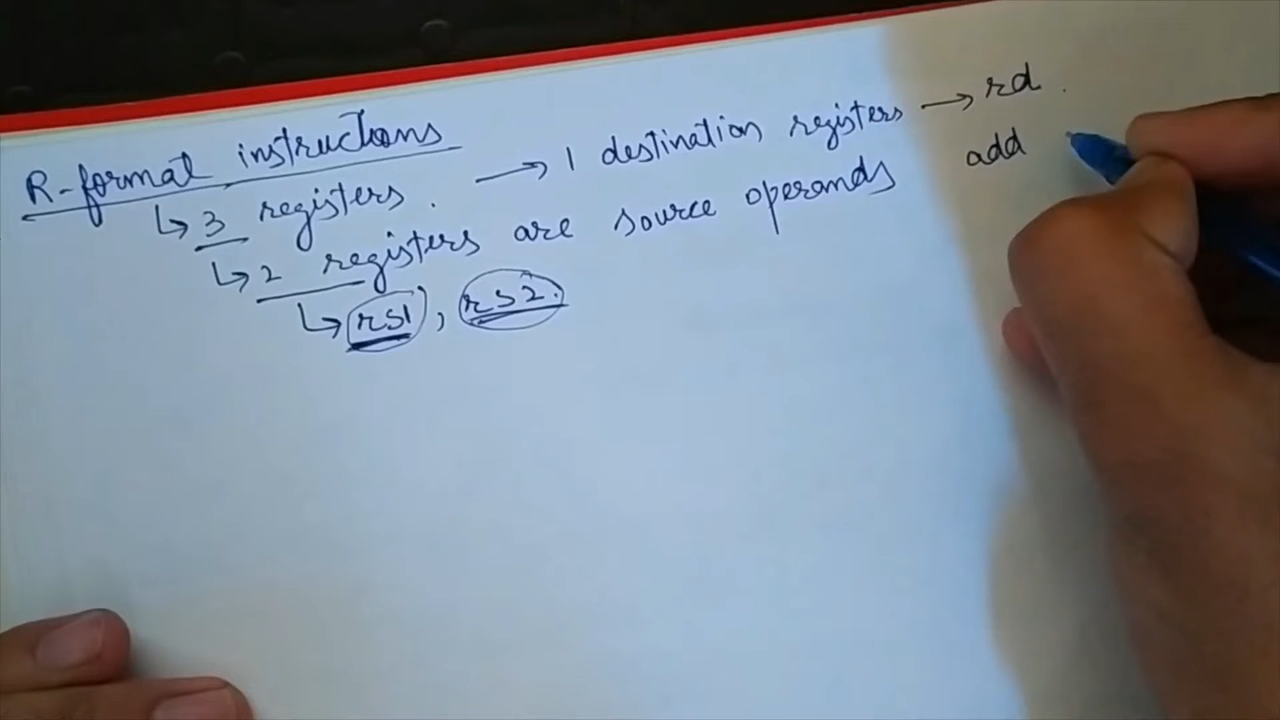 R-format instructions
↳ 3 registers. → 1 destination registers → rd.
↳ 2 registers are source operands add
↳ rs1, rs2.